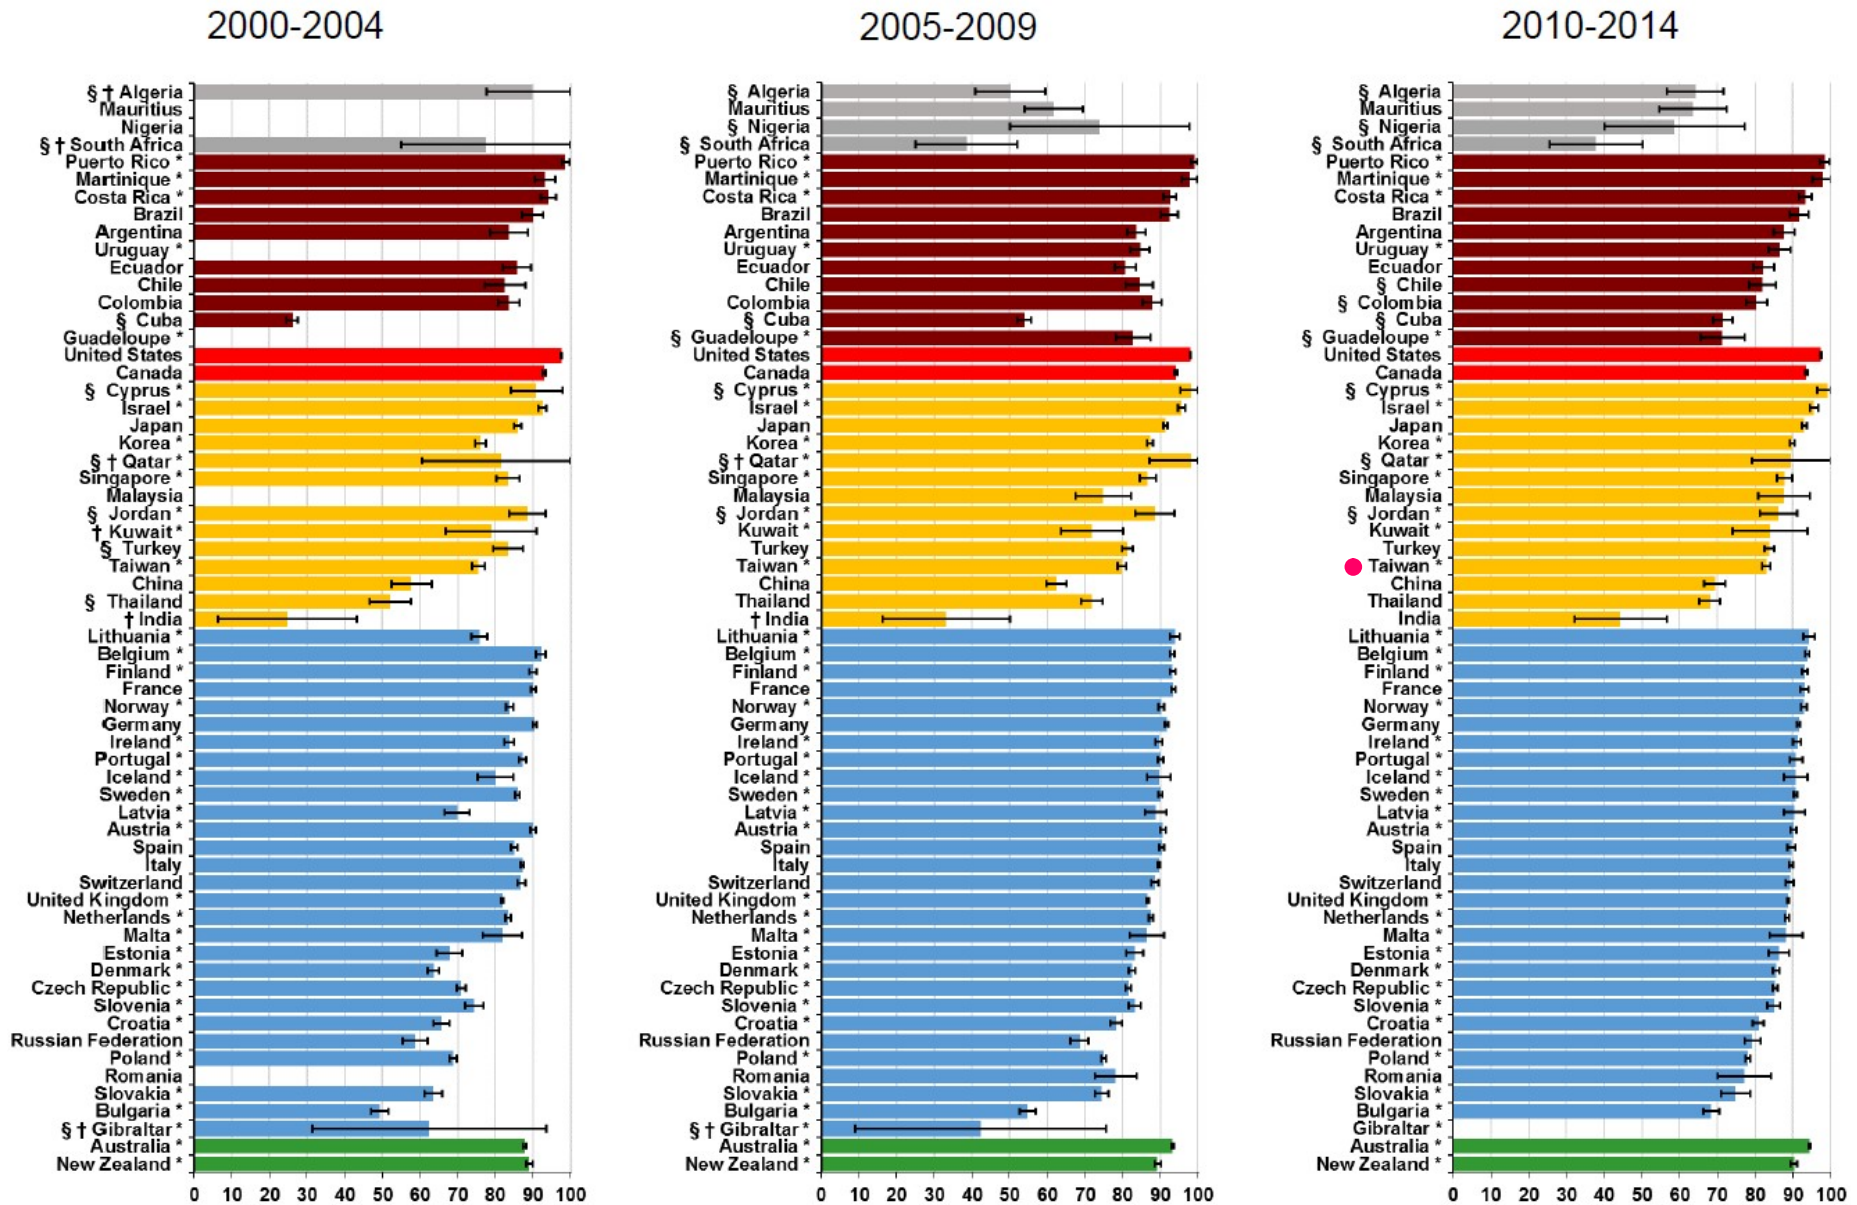 2000-2004
§ † Algeria
Mauritius
Nigeria
§ † South Africa
Puerto Rico *
Martinique *
Costa Rica *
Brazil
Argentina
Uruguay *
Ecuador
Chile
Colombia
§ Cuba
Guadeloupe *
United States
Canada
§ Cyprus *
Israel *
Japan
Korea *
§ † Qatar *
Singapore *
Malaysia
§ Jordan *
† Kuwait *
§ Turkey
Taiwan *
China
§ Thailand
† India
Lithuania *
Belgium *
Finland *
France
Norway *
Germany
Ireland *
Portugal *
Iceland *
Sweden *
Latvia *
Austria *
Spain
Italy
Switzerland
United Kingdom *
Netherlands *
Malta *
Estonia *
Denmark *
Czech Republic *
Slovenia *
Croatia *
Russian Federation
Poland *
Romania
Slovakia *
Bulgaria *
§ † Gibraltar *
Australia *
New Zealand *
0 10 20 30 40 50 60 70 80 90 100
2005-2009
§ Algeria
Mauritius
§ Nigeria
§ South Africa
Puerto Rico *
Martinique *
Costa Rica *
Brazil
Argentina
Uruguay *
Ecuador
Chile
Colombia
§ Cuba
§ Guadeloupe *
United States
Canada
§ Cyprus *
Israel *
Japan
Korea *
§ † Qatar *
Singapore *
Malaysia
§ Jordan *
Kuwait *
Turkey
Taiwan *
China
Thailand
† India
Lithuania *
Belgium *
Finland *
France
Norway *
Germany
Ireland *
Portugal *
Iceland *
Sweden *
Latvia *
Austria *
Spain
Italy
Switzerland
United Kingdom *
Netherlands *
Malta *
Estonia *
Denmark *
Czech Republic *
Slovenia *
Croatia *
Russian Federation
Poland *
Romania
Slovakia *
Bulgaria *
§ † Gibraltar *
Australia *
New Zealand *
0 10 20 30 40 50 60 70 80 90 100
2010-2014
§ Algeria
Mauritius
§ Nigeria
§ South Africa
Puerto Rico *
Martinique *
Costa Rica *
Brazil
Argentina
Uruguay *
Ecuador
§ Chile
§ Colombia
§ Cuba
§ Guadeloupe *
United States
Canada
§ Cyprus *
Israel *
Japan
Korea *
§ Qatar *
Singapore *
Malaysia
§ Jordan *
Kuwait *
Turkey
Taiwan *
China
Thailand
India
Lithuania *
Belgium *
Finland *
France
Norway *
Germany
Ireland *
Portugal *
Iceland *
Sweden *
Latvia *
Austria *
Spain
Italy
Switzerland
United Kingdom *
Netherlands *
Malta *
Estonia *
Denmark *
Czech Republic *
Slovenia *
Croatia *
Russian Federation
Poland *
Romania
Slovakia *
Bulgaria *
Gibraltar *
Australia *
New Zealand *
0 10 20 30 40 50 60 70 80 90 100